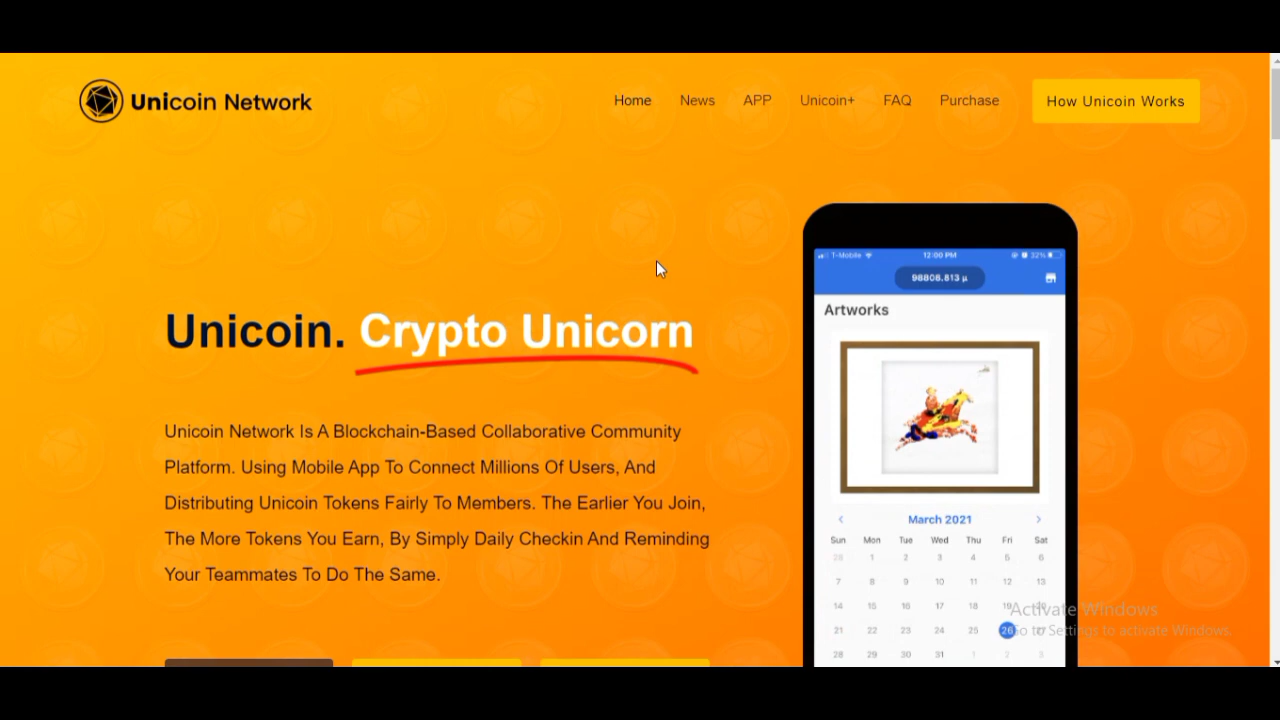 Unicoin Network
Home News APP Unicoin+ FAQ Purchase How Unicoin Works
Unicoin. Crypto Unicorn
Unicoin Network Is A Blockchain-Based Collaborative Community
Platform. Using Mobile App To Connect Millions Of Users, And
Distributing Unicoin Tokens Fairly To Members. The Earlier You Join,
The More Tokens You Earn, By Simply Daily Checkin And Reminding
Your Teammates To Do The Same.
T-Mobile 12:00 PM 32%
98808.813 µ
Artworks
March 2021
Sun Mon Tue Wed Thu Fri Sat
28 1 2 3 4 5 6
7 8 9 10 11 12 13
14 15 16 17 18 19 20
21 22 23 24 25 26 27
28 29 30 31 1 2 3
Activate Windows
Go to Settings to activate Windows.